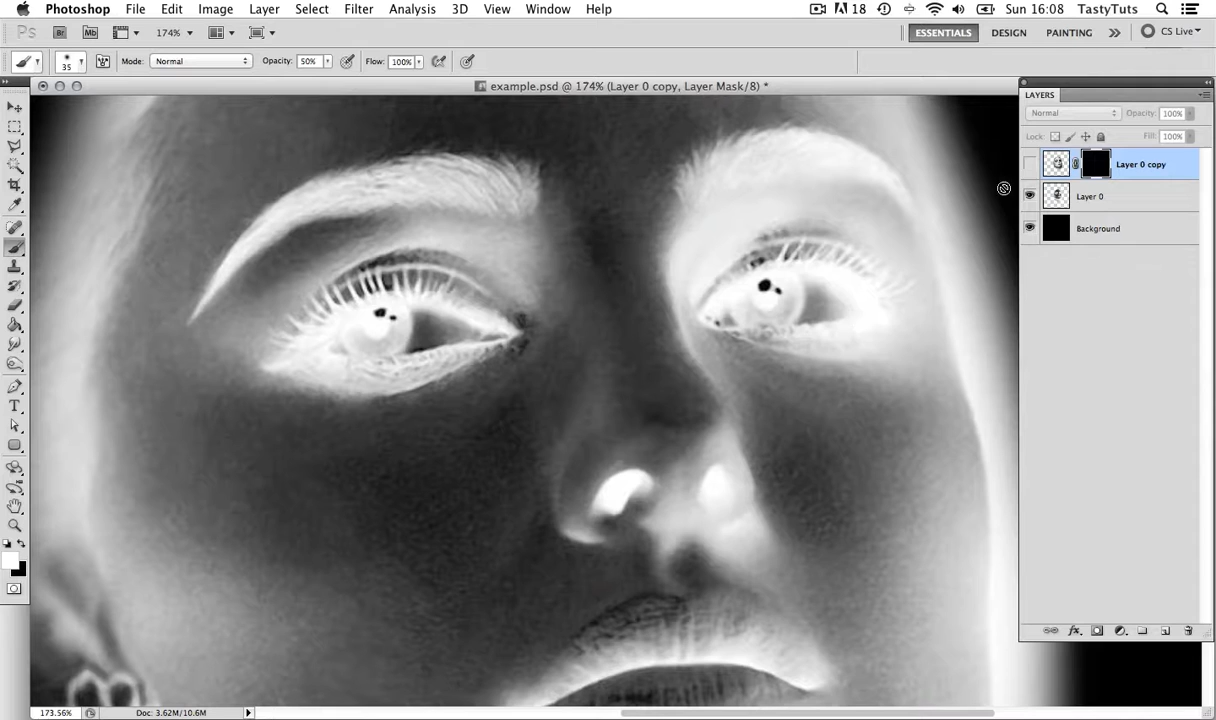 Photoshop File Edit Image Layer Select Filter Analysis 3D View Window Help 18 Sun 16:08 TastyTuts
Ps Br Mb 174% ESSENTIALS DESIGN PAINTING >> CS Live
35 Mode: Normal Opacity: 50% Flow: 100%
example.psd @ 174% (Layer 0 copy, Layer Mask/8) *
LAYERS
Normal Opacity: 100%
Lock: Fill: 100%
Layer 0 copy
Layer 0
Background
T
fx
173.56% Doc: 3.62M/10.6M